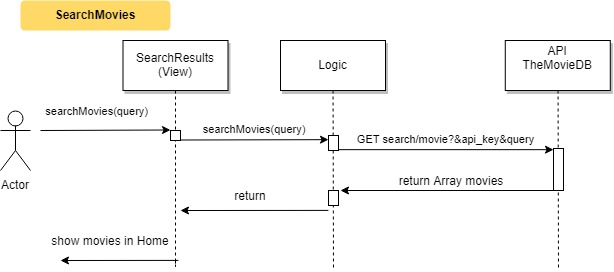 SearchMovies
SearchResults
(View)
Logic
API
TheMovieDB
searchMovies(query)
searchMovies(query)
GET search/movie?&api_key&query
Actor
return Array movies
return
show movies in Home